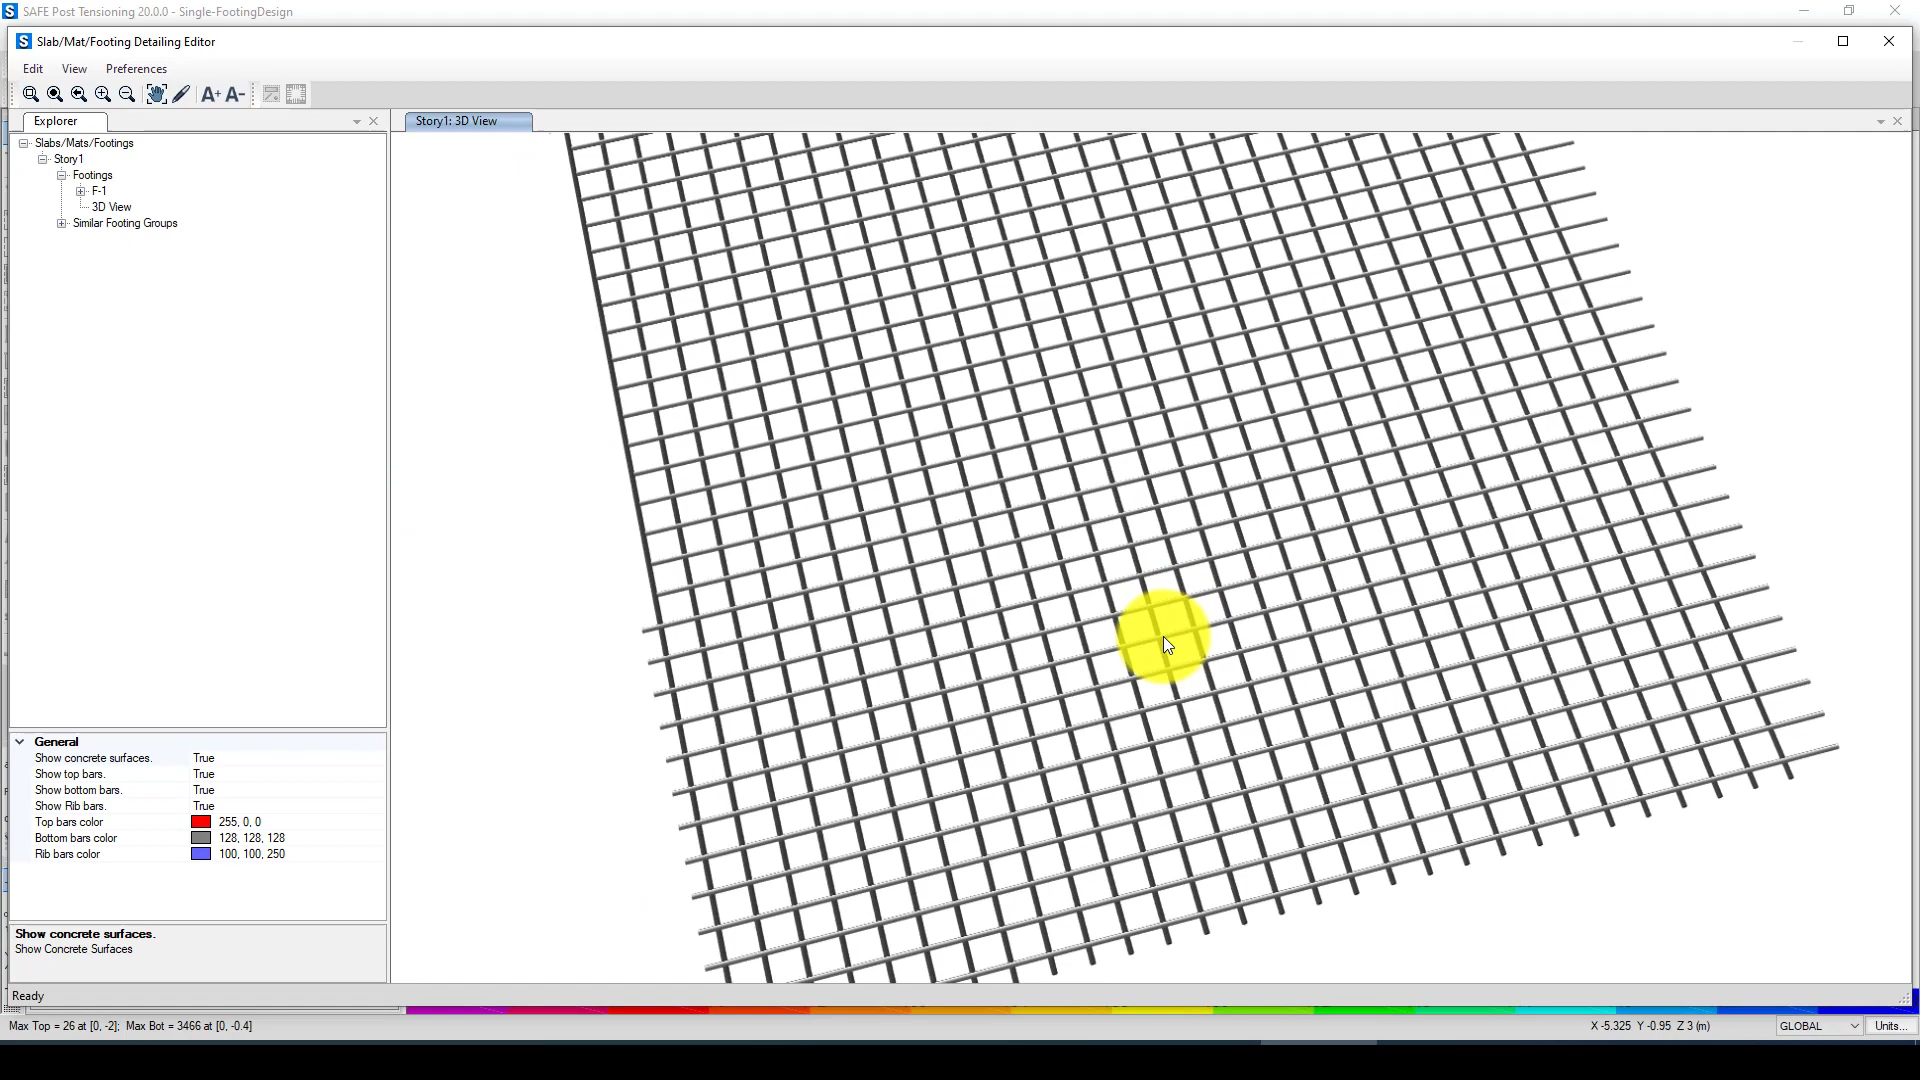 SAFE Post Tensioning 20.0.0 - Single-FootingDesign
Slab/Mat/Footing Detailing Editor
Edit View Preferences
A+ A-
Explorer
Story1: 3D View
Slabs/Mats/Footings
Story1
Footings
F-1
3D View
Similar Footing Groups
General
Show concrete surfaces. True
Show top bars. True
Show bottom bars. True
Show Rib bars. True
Top bars color 255, 0, 0
Bottom bars color 128, 128, 128
Rib bars color 100, 100, 250
Show concrete surfaces.
Show Concrete Surfaces
Ready
Max Top = 26 at [0, -2]; Max Bot = 3466 at [0, -0.4]
X -5.325 Y -0.95 Z 3 (m)
GLOBAL
Units...